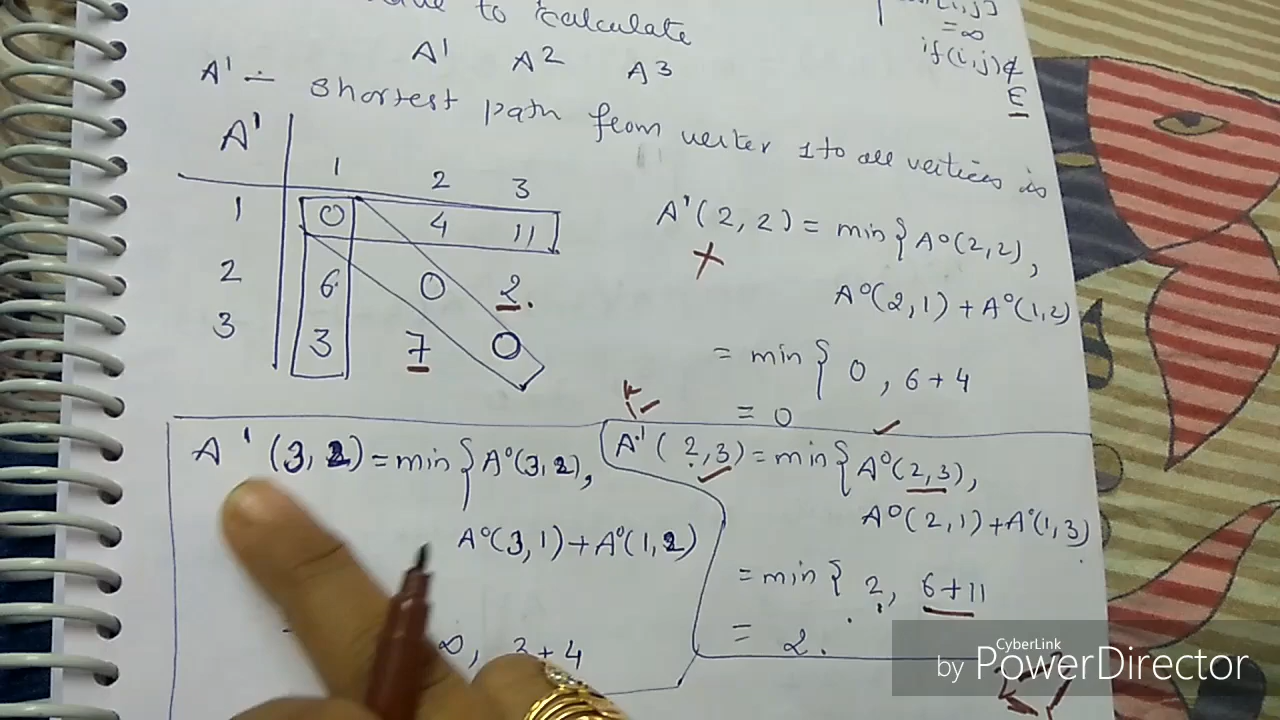 to calculate
= ∞
if (i,j) ∉
E
A¹ A² A³
A¹ - shortest path from verter 1 to all vertices is
A¹ 1 2 3
1 0 4 11
2 6 0 2.
3 3 7 0
A¹(2,2) = min { A⁰(2,2),
A⁰(2,1) + A⁰(1,2)
= min { 0, 6+4
= 0
A¹(3,2) = min { A⁰(3,2),
A⁰(3,1) + A⁰(1,2)
∞, 3+4
K
A¹(2,3) = min { A⁰(2,3),
A⁰(2,1) + A⁰(1,3)
= min { 2, 6+11
= 2.
CyberLink
by PowerDirector